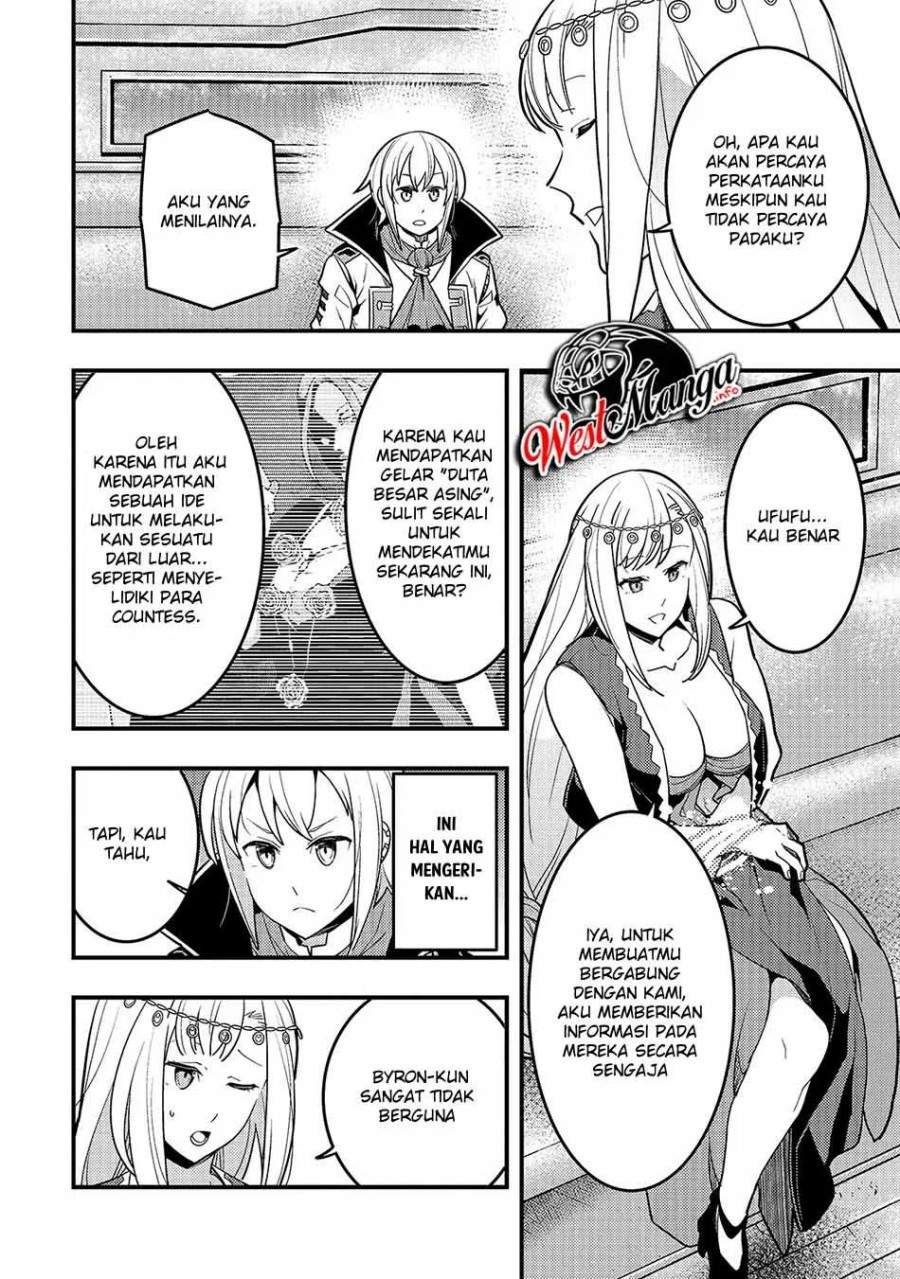 OH, APA KAU
AKAN PERCAYA
PERKATAANKU
MESKIPUN KAU
TIDAK PERCAYA
PADAKU?
AKU YANG
MENILAINYA.
WestManga
.info
UFUFU...
KAU BENAR
IYA, UNTUK
MEMBUATMU
BERGABUNG
DENGAN KAMI,
AKU MEMBERIKAN
INFORMASI PADA
MEREKA SECARA
SENGAJA
KARENA KAU
MENDAPATKAN
GELAR "DUTA
BESAR ASING",
SULIT SEKALI
UNTUK
MENDEKATIMU
SEKARANG INI,
BENAR?
OLEH
KARENA ITU AKU
MENDAPATKAN
SEBUAH IDE
UNTUK MELAKU-
KAN SESUATU
DARI LUAR...
SEPERTI MENYE-
LIDIKI PARA
COUNTESS.
INI
HAL YANG
MENGERI-
KAN...
TAPI, KAU
TAHU,
BYRON-KUN
SANGAT TIDAK
BERGUNA